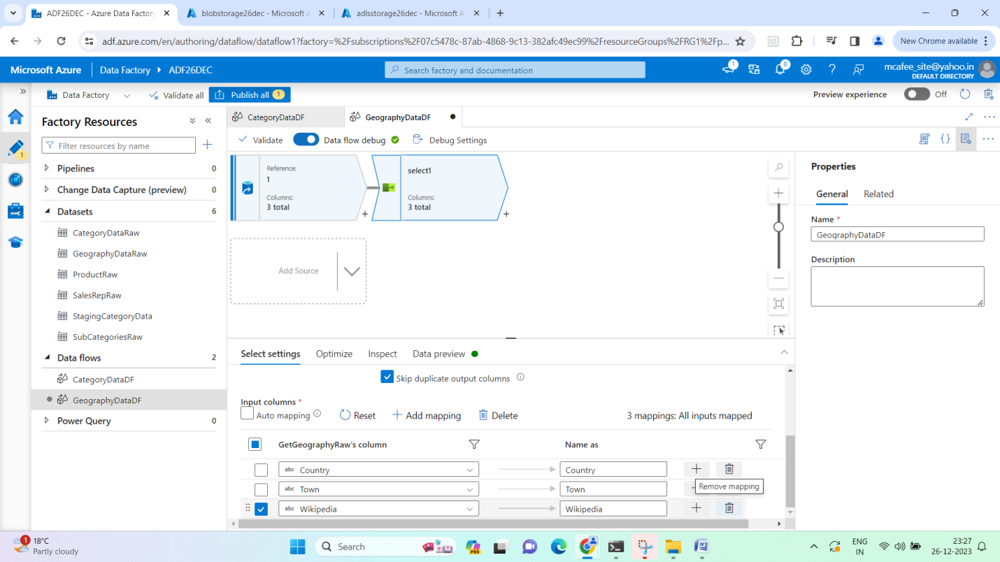 ADF26DEC - Azure Data Factory
blobstorage26dec - Microsoft A
adlsstorage26dec - Microsoft A
adf.azure.com/en/authoring/dataflow/dataflow1?factory=%2Fsubscriptions%2F07c5478c-87ab-4868-9c13-382afc49ec99%2FresourceGroups%2FRG1%2Fp...
New Chrome available
Microsoft Azure
Data Factory
ADF26DEC
Search factory and documentation
1
8
mcafee_site@yahoo.in
DEFAULT DIRECTORY
Data Factory
Validate all
Publish all 1
Preview experience
Off
1
Factory Resources
Filter resources by name
Pipelines 0
Change Data Capture (preview) 0
Datasets 6
CategoryDataRaw
GeographyDataRaw
ProductRaw
SalesRepRaw
StagingCategoryData
SubCategoriesRaw
Data flows 2
CategoryDataDF
GeographyDataDF
Power Query 0
CategoryDataDF
GeographyDataDF
Validate
Data flow debug
Debug Settings
Reference:
1
Columns:
3 total
select1
Columns:
3 total
Add Source
Select settings
Optimize
Inspect
Data preview
Skip duplicate output columns
Input columns *
Auto mapping
Reset
Add mapping
Delete
3 mappings: All inputs mapped
GetGeographyRaw's column
Name as
abc Country
Country
Remove mapping
abc Town
Town
abc Wikipedia
Wikipedia
Properties
General
Related
Name *
GeographyDataDF
Description
1
18°C
Partly cloudy
Search
PRE
ENG
IN
23:27
26-12-2023